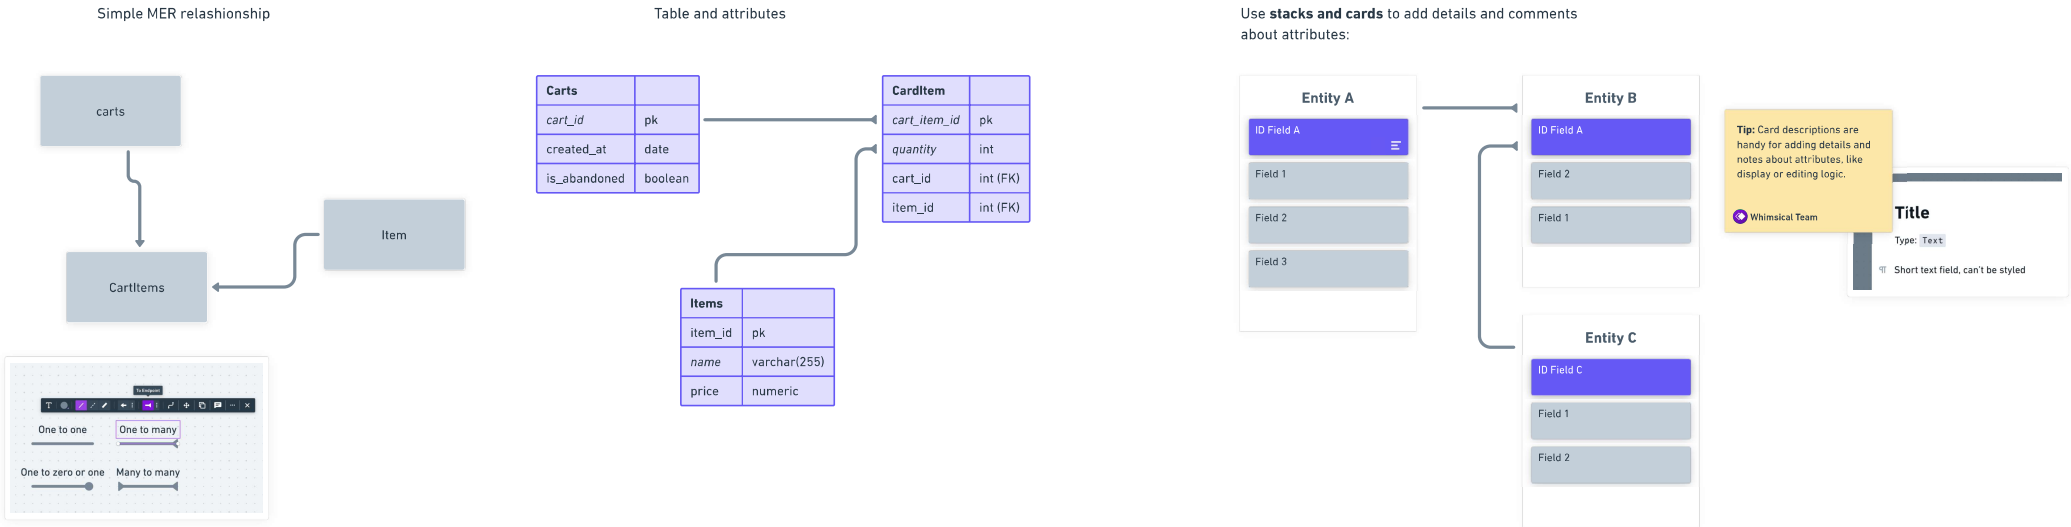 Simple MER relashionship
carts
Item
CartItems
To Endpoint
T
One to one
One to many
One to zero or one
Many to many
Table and attributes
Carts
cart_id pk
created_at date
is_abandoned boolean
CardItem
cart_item_id pk
quantity int
cart_id int (FK)
item_id int (FK)
Items
item_id pk
name varchar(255)
price numeric
Use stacks and cards to add details and comments
about attributes:
Entity A
ID Field A
Field 1
Field 2
Field 3
Entity B
ID Field A
Field 2
Field 1
Entity C
ID Field C
Field 1
Field 2
Tip: Card descriptions are
handy for adding details and
notes about attributes, like
display or editing logic.
Whimsical Team
Title
Type: Text
Short text field, can't be styled